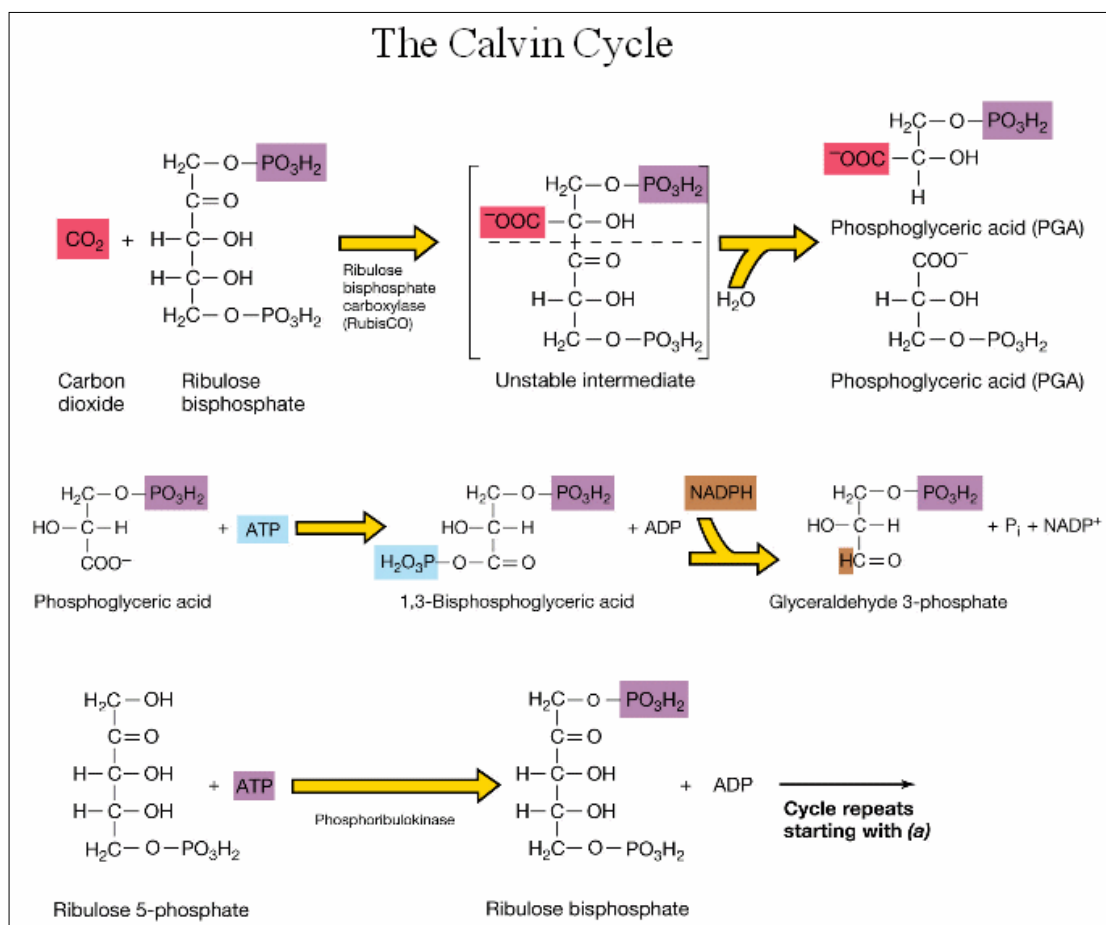 The Calvin Cycle
H₂C–O–PO₃H₂
C=O
CO₂ + H–C–OH
H–C–OH
H₂C–O–PO₃H₂
Carbon
dioxide
Ribulose
bisphosphate
Ribulose
bisphosphate
carboxylase
(RubisCO)
H₂C–O–PO₃H₂
⁻OOC–C–OH
C=O
H–C–OH
H₂C–O–PO₃H₂
Unstable intermediate
H₂O
H₂C–O–PO₃H₂
⁻OOC–C–OH
H
Phosphoglyceric acid (PGA)
COO⁻
H–C–OH
H₂C–O–PO₃H₂
Phosphoglyceric acid (PGA)
H₂C–O–PO₃H₂
HO–C–H + ATP
COO⁻
Phosphoglyceric acid
H₂C–O–PO₃H₂
HO–C–H + ADP
H₂O₃P–O–C=O
1,3-Bisphosphoglyceric acid
NADPH
H₂C–O–PO₃H₂
HO–C–H + Pᵢ + NADP⁺
HC=O
Glyceraldehyde 3-phosphate
H₂C–OH
C=O
H–C–OH
H–C–OH + ATP
H₂C–O–PO₃H₂
Ribulose 5-phosphate
Phosphoribulokinase
H₂C–O–PO₃H₂
C=O
H–C–OH
H–C–OH + ADP
H₂C–O–PO₃H₂
Ribulose bisphosphate
Cycle repeats
starting with (a)